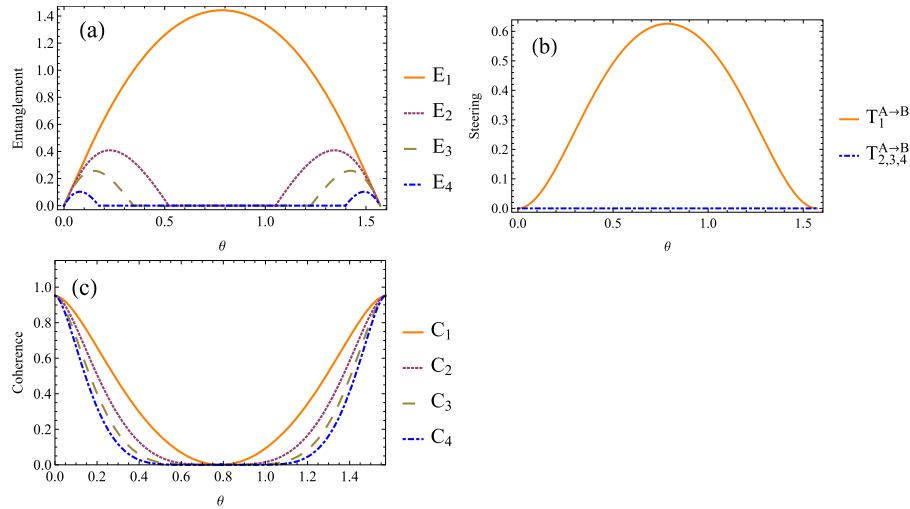 (a)
Entanglement
1.4
1.2
1.0
0.8
0.6
0.4
0.2
0.0
0.0 0.5 1.0 1.5
θ
E1
E2
E3
E4
(b)
Steering
0.6
0.5
0.4
0.3
0.2
0.1
0.0
0.0 0.5 1.0 1.5
θ
T1^A→B
T2,3,4^A→B
(c)
Coherence
1.0
0.8
0.6
0.4
0.2
0.0
0.0 0.2 0.4 0.6 0.8 1.0 1.2 1.4
θ
C1
C2
C3
C4